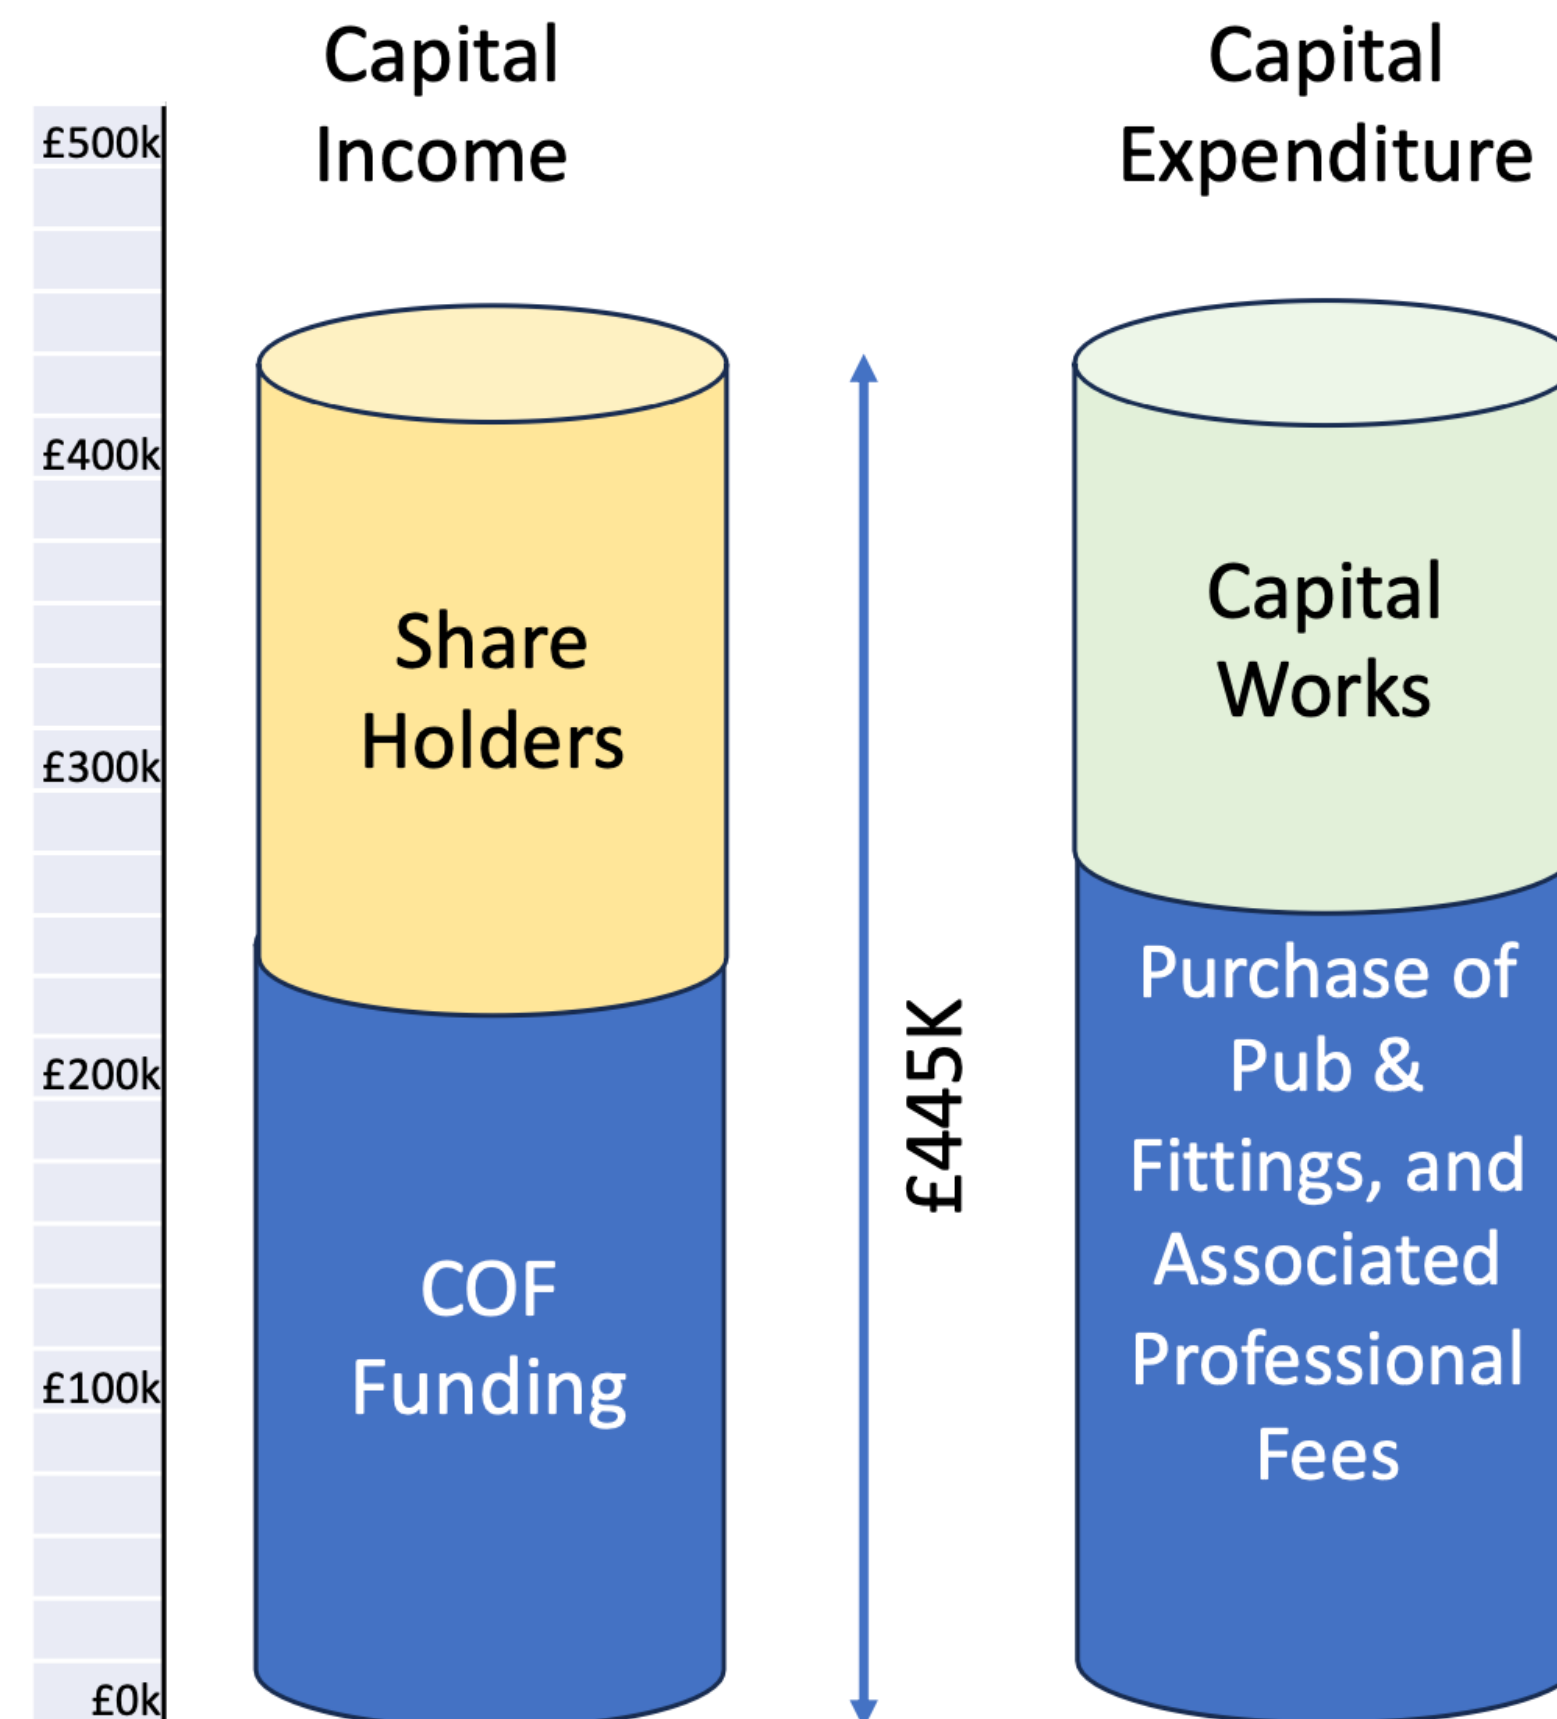 Capital
Income
Capital
Expenditure
£500k
£400k
£300k
£200k
£100k
£0k
Share
Holders
COF
Funding
£445K
Capital
Works
Purchase of
Pub &
Fittings, and
Associated
Professional
Fees